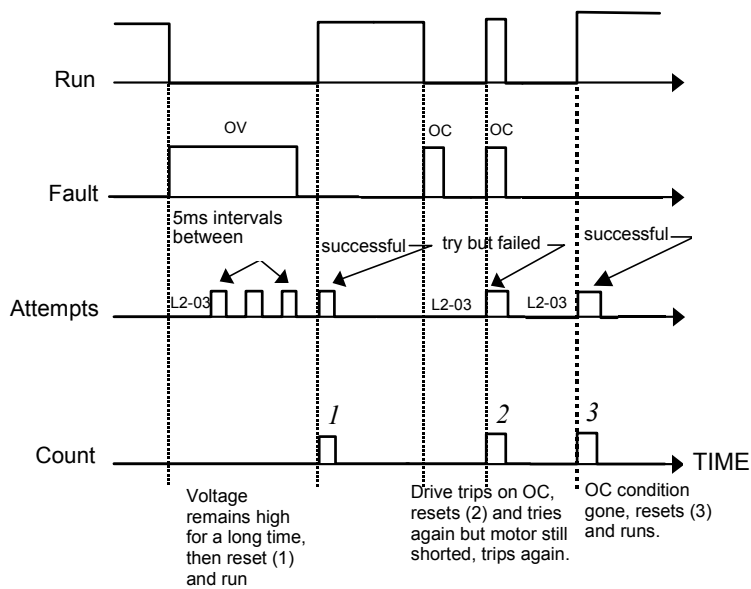 Run
OV
OC
OC
Fault
5ms intervals
between
successful
try but failed
successful
L2-03
L2-03
L2-03
Attempts
1
2
3
Count
TIME
Voltage
remains high
for a long time,
then reset (1)
and run
Drive trips on OC,
resets (2) and tries
again but motor still
shorted, trips again.
OC condition
gone, resets (3)
and runs.